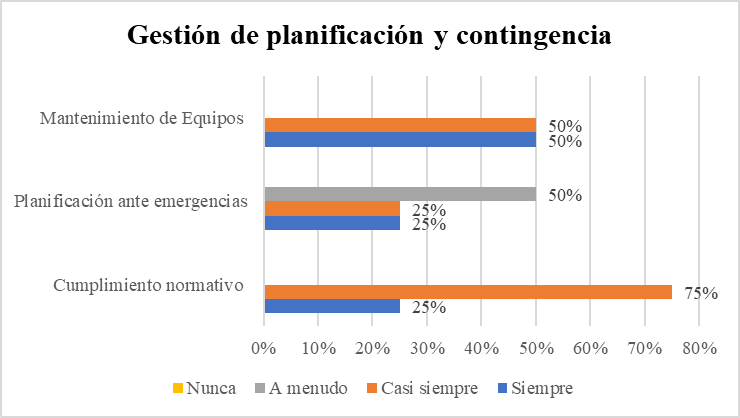 Gestión de planificación y contingencia
Mantenimiento de Equipos
50%
50%
Planificación ante emergencias
50%
25%
25%
Cumplimiento normativo
75%
25%
0% 10% 20% 30% 40% 50% 60% 70% 80%
Nunca A menudo Casi siempre Siempre